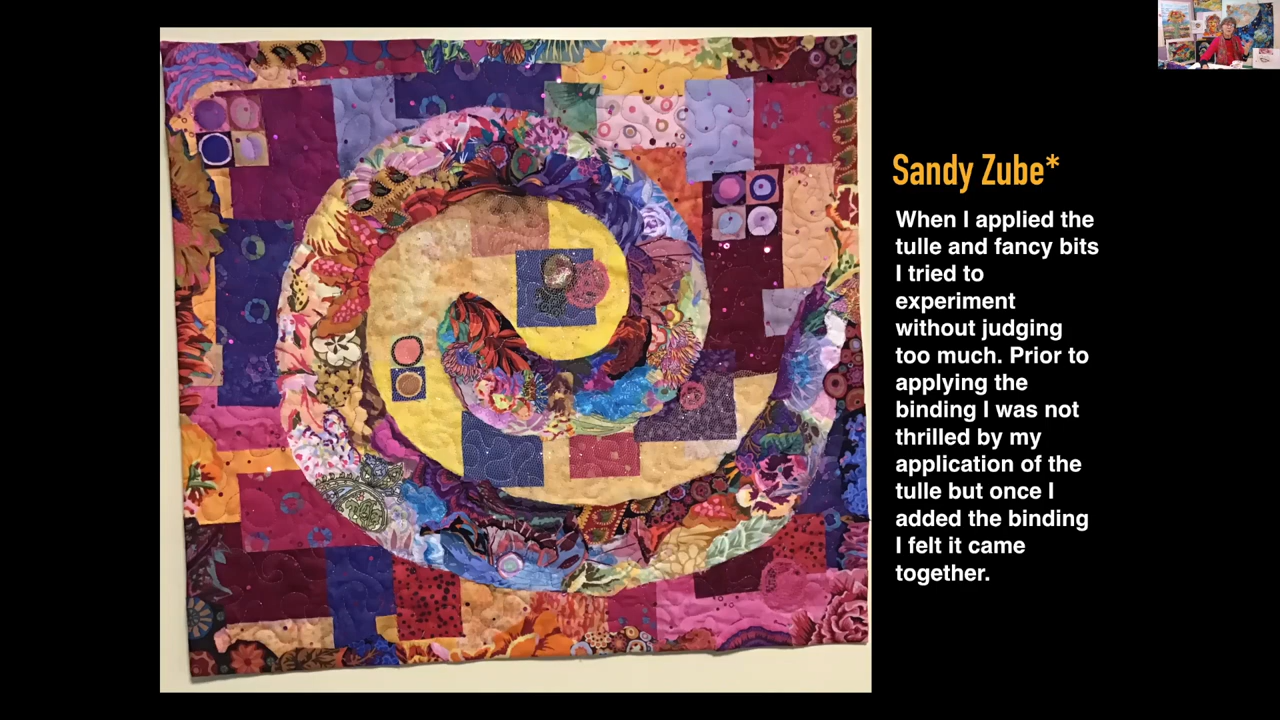 Sandy Zube*
When I applied the
tulle and fancy bits
I tried to
experiment
without judging
too much. Prior to
applying the
binding I was not
thrilled by my
application of the
tulle but once I
added the binding
I felt it came
together.